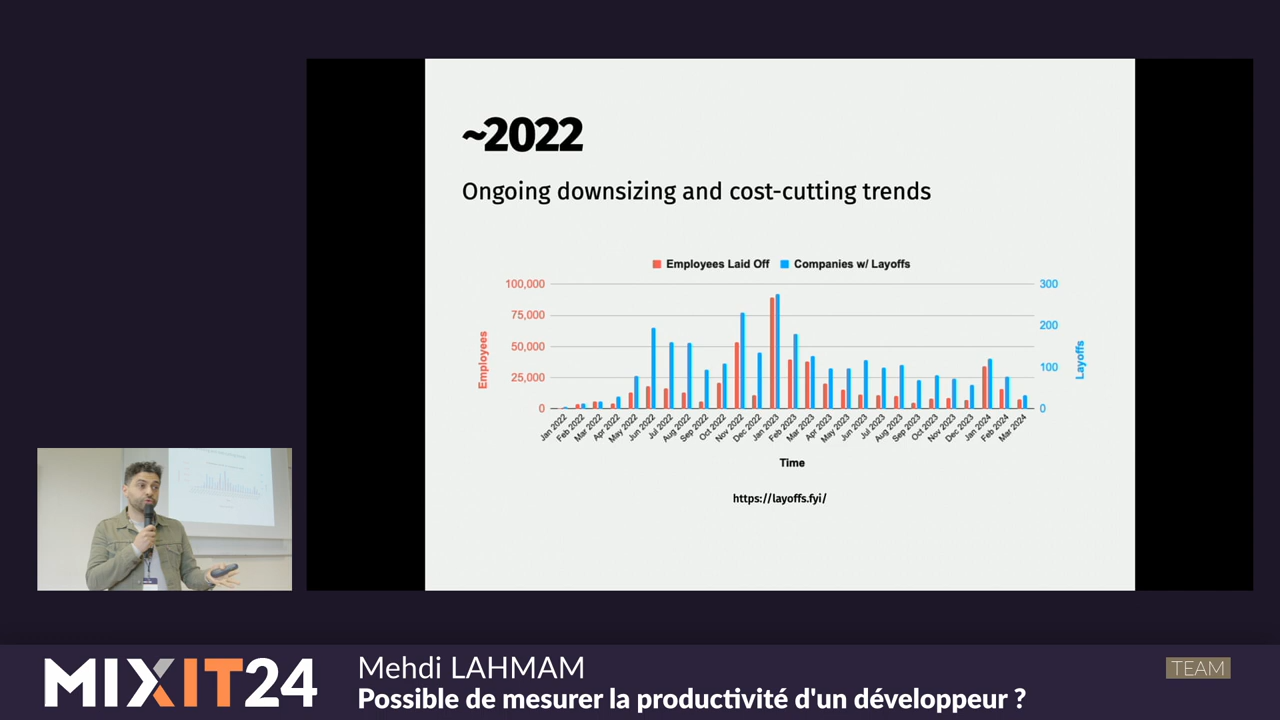 ~2022
Ongoing downsizing and cost-cutting trends
Employees Laid Off Companies w/ Layoffs
100,000
75,000
50,000
25,000
0
Employees
300
200
100
0
Layoffs
Jan 2022
Feb 2022
Mar 2022
Apr 2022
May 2022
Jun 2022
Jul 2022
Aug 2022
Sep 2022
Oct 2022
Nov 2022
Dec 2022
Jan 2023
Feb 2023
Mar 2023
Apr 2023
May 2023
Jun 2023
Jul 2023
Aug 2023
Sep 2023
Oct 2023
Nov 2023
Dec 2023
Jan 2024
Feb 2024
Mar 2024
Time
https://layoffs.fyi/
MIXIT24
Mehdi LAHMAM
Possible de mesurer la productivité d'un développeur ?
TEAM